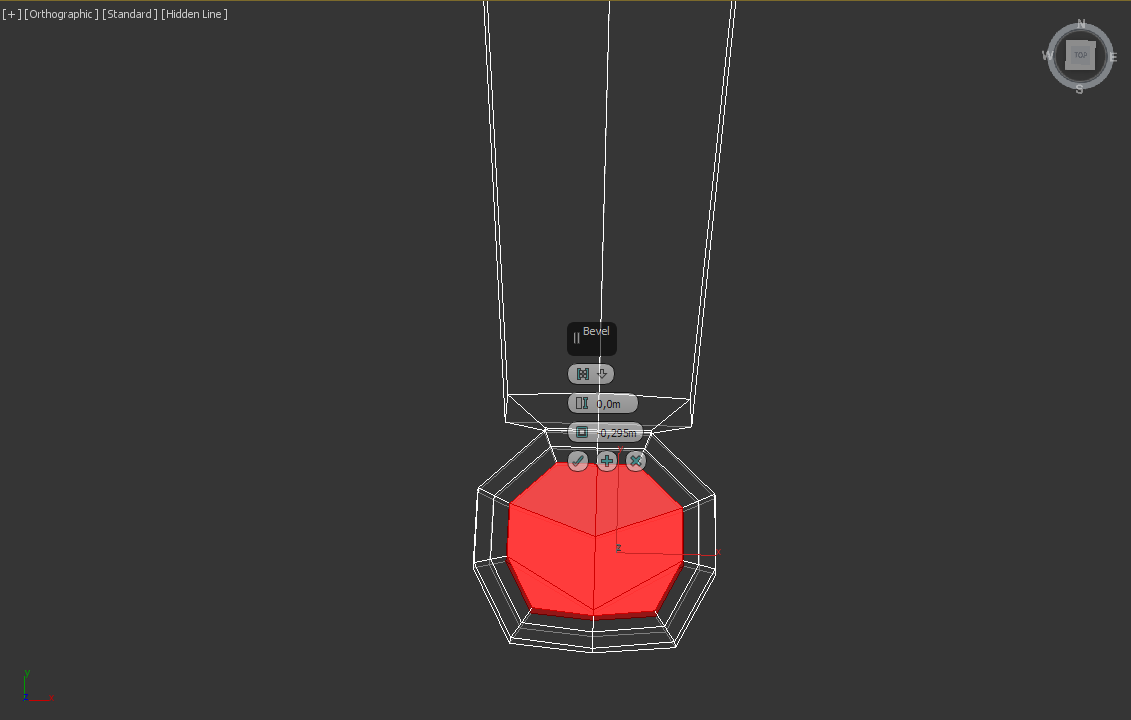 [+] [Orthographic] [Standard] [Hidden Line]
N
W TOP E
S
Bevel
0,0m
-0,295m
y
z
x
y
z
x